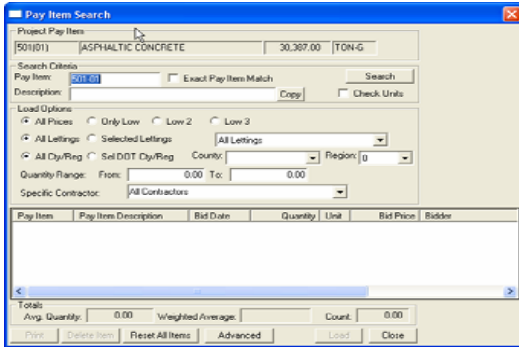 Pay Item Search
Project Pay Item
501(01) ASPHALTIC CONCRETE 30,387.00 TON-G
Search Criteria
Pay Item: 501-01 Exact Pay Item Match Search
Description: Copy Check Units
Load Options
All Prices Only Low Low 2 Low 3
All Lettings Selected Lettings All Lettings
All Cty/Reg Sel DOT Cty/Reg County: Region: 0
Quantity Range: From: 0.00 To: 0.00
Specific Contractor: All Contractors
Pay Item Pay Item Description Bid Date Quantity Unit Bid Price Bidder
Totals
Avg. Quantity: 0.00 Weighted Average: Count: 0.00
Print Delete Item Reset All Items Advanced Load Close